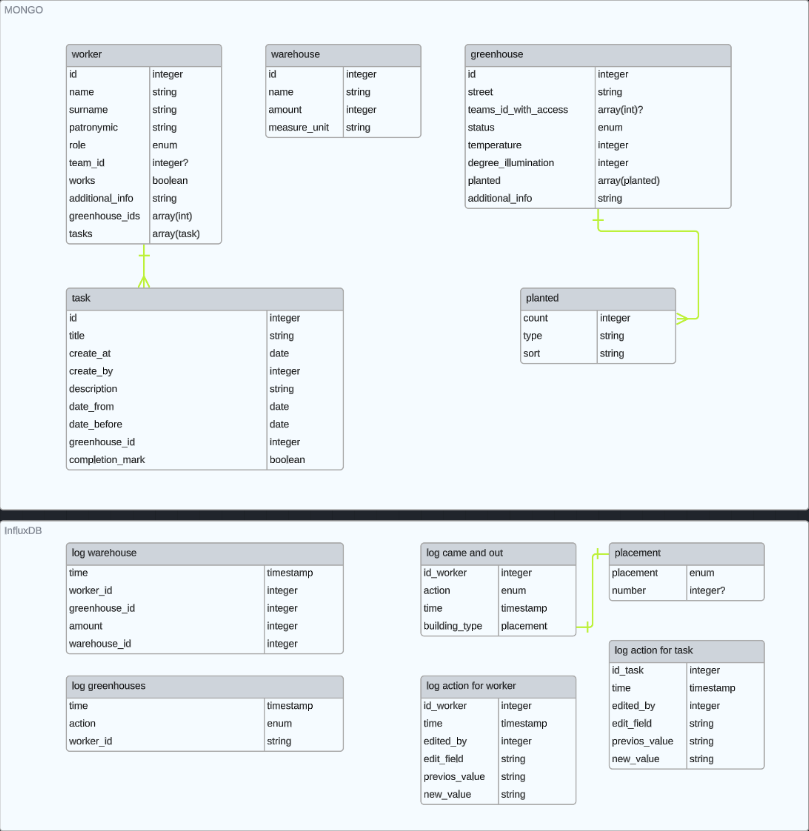 MONGO
worker
id integer
name string
surname string
patronymic string
role enum
team_id integer?
works boolean
additional_info string
greenhouse_ids array(int)
tasks array(task)
warehouse
id integer
name string
amount integer
measure_unit string
greenhouse
id integer
street string
teams_id_with_access array(int)?
status enum
temperature integer
degree_illumination integer
planted array(planted)
additional_info string
task
id integer
title string
create_at date
create_by integer
description string
date_from date
date_before date
greenhouse_id integer
completion_mark boolean
planted
count integer
type string
sort string
InfluxDB
log warehouse
time timestamp
worker_id integer
greenhouse_id integer
amount integer
warehouse_id integer
log greenhouses
time timestamp
action enum
worker_id string
log came and out
id_worker integer
action enum
time timestamp
building_type placement
placement
placement enum
number integer?
log action for worker
id_worker integer
time timestamp
edited_by integer
edit_field string
previos_value string
new_value string
log action for task
id_task integer
time timestamp
edited_by integer
edit_field string
previos_value string
new_value string